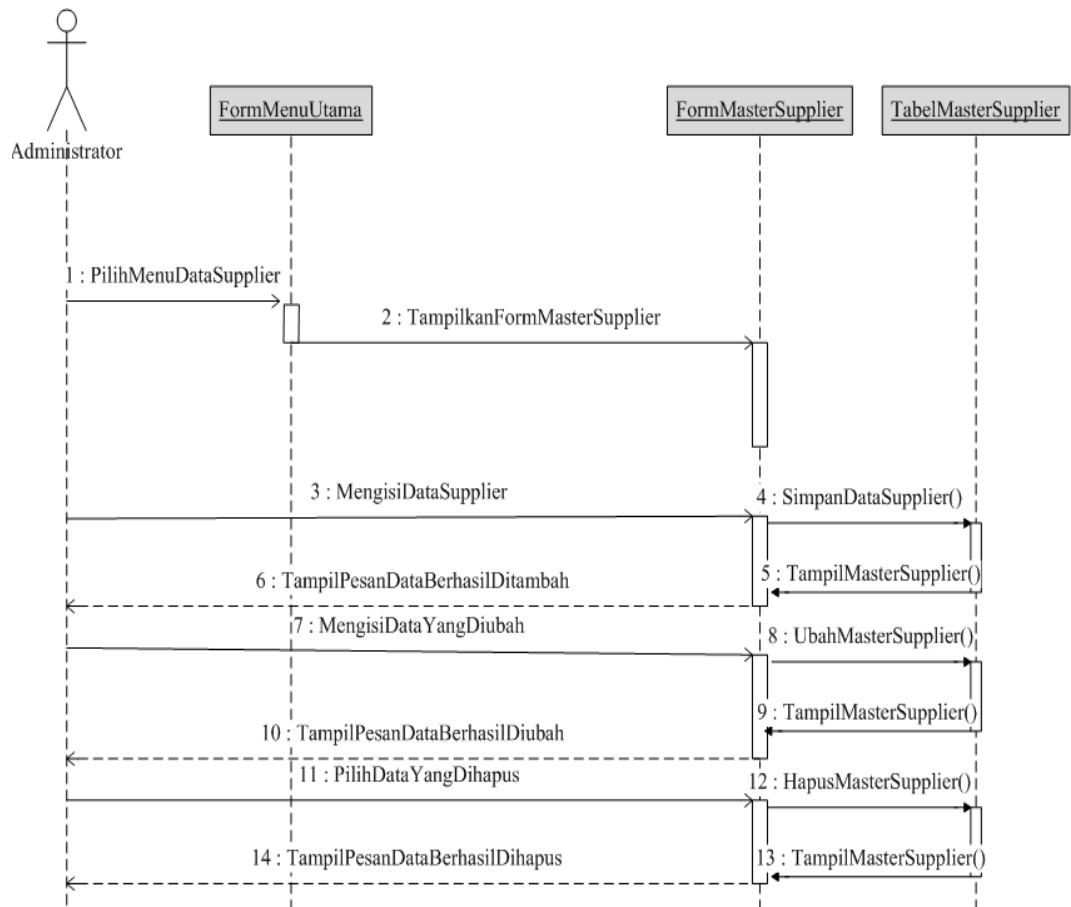 FormMenuUtama
FormMasterSupplier
TabelMasterSupplier
Administrator
1 : PilihMenuDataSupplier
2 : TampilkanFormMasterSupplier
3 : MengisiDataSupplier
4 : SimpanDataSupplier()
5 : TampilMasterSupplier()
6 : TampilPesanDataBerhasilDitambah
7 : MengisiDataYangDiubah
8 : UbahMasterSupplier()
9 : TampilMasterSupplier()
10 : TampilPesanDataBerhasilDiubah
11 : PilihDataYangDihapus
12 : HapusMasterSupplier()
13 : TampilMasterSupplier()
14 : TampilPesanDataBerhasilDihapus